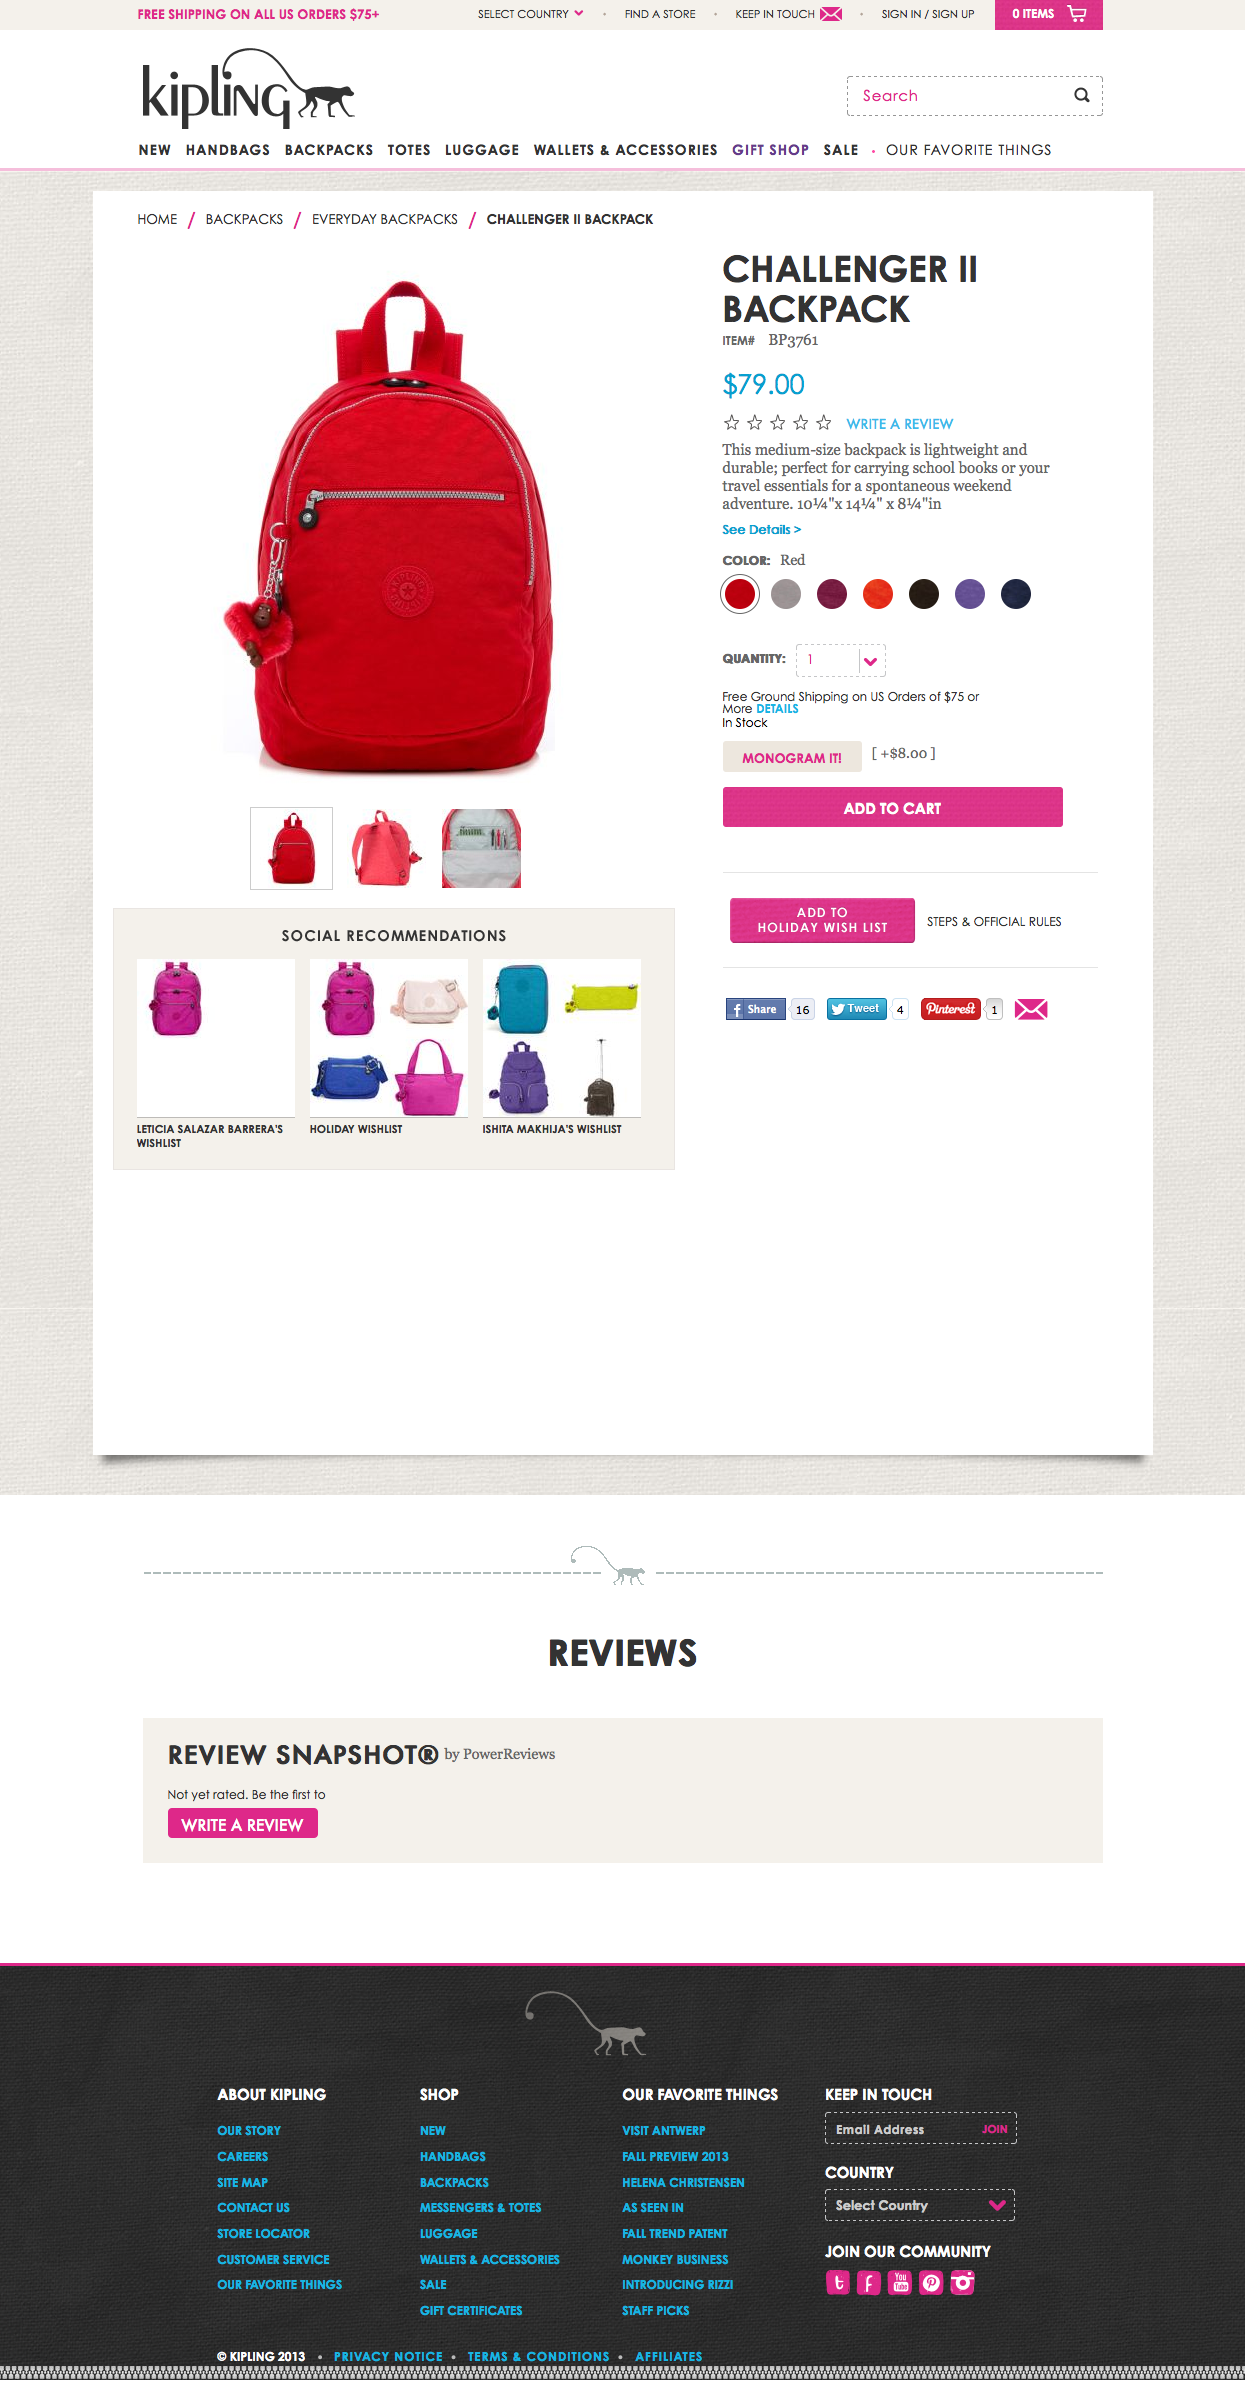 FREE SHIPPING ON ALL US ORDERS $75+
SELECT COUNTRY • FIND A STORE • KEEP IN TOUCH • SIGN IN / SIGN UP
0 ITEMS
kipling
Search
NEW HANDBAGS BACKPACKS TOTES LUGGAGE WALLETS & ACCESSORIES GIFT SHOP SALE • OUR FAVORITE THINGS
HOME / BACKPACKS / EVERYDAY BACKPACKS / CHALLENGER II BACKPACK
CHALLENGER II
BACKPACK
ITEM# BP3761
$79.00
WRITE A REVIEW
This medium-size backpack is lightweight and
durable; perfect for carrying school books or your
travel essentials for a spontaneous weekend
adventure. 10¼"x 14¼" x 8¼"in
See Details >
COLOR: Red
QUANTITY: 1
Free Ground Shipping on US Orders of $75 or
More DETAILS
In Stock
MONOGRAM IT! [ +$8.00 ]
ADD TO CART
ADD TO
HOLIDAY WISH LIST
STEPS & OFFICIAL RULES
Share 16 Tweet 4 Pinterest 1
KIPLING
SOCIAL RECOMMENDATIONS
LETICIA SALAZAR BARRERA'S
WISHLIST
HOLIDAY WISHLIST
ISHITA MAKHIJA'S WISHLIST
REVIEWS
REVIEW SNAPSHOT® by PowerReviews
Not yet rated. Be the first to
WRITE A REVIEW
ABOUT KIPLING
OUR STORY
CAREERS
SITE MAP
CONTACT US
STORE LOCATOR
CUSTOMER SERVICE
OUR FAVORITE THINGS
SHOP
NEW
HANDBAGS
BACKPACKS
MESSENGERS & TOTES
LUGGAGE
WALLETS & ACCESSORIES
SALE
GIFT CERTIFICATES
OUR FAVORITE THINGS
VISIT ANTWERP
FALL PREVIEW 2013
HELENA CHRISTENSEN
AS SEEN IN
FALL TREND PATENT
MONKEY BUSINESS
INTRODUCING RIZZI
STAFF PICKS
KEEP IN TOUCH
Email Address JOIN
COUNTRY
Select Country
JOIN OUR COMMUNITY
You Tube
© KIPLING 2013 • PRIVACY NOTICE • TERMS & CONDITIONS • AFFILIATES